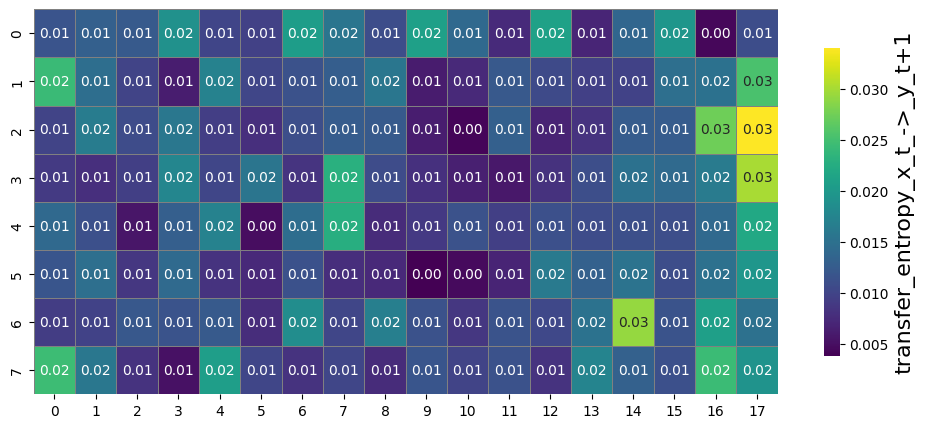 0 0.01 0.01 0.01 0.02 0.01 0.01 0.02 0.02 0.01 0.02 0.01 0.01 0.02 0.01 0.01 0.02 0.00 0.01
1 0.02 0.01 0.01 0.01 0.02 0.01 0.01 0.01 0.02 0.01 0.01 0.01 0.01 0.01 0.01 0.01 0.02 0.03
2 0.01 0.02 0.01 0.02 0.01 0.01 0.01 0.01 0.01 0.01 0.00 0.01 0.01 0.01 0.01 0.01 0.03 0.03
3 0.01 0.01 0.01 0.02 0.01 0.02 0.01 0.02 0.01 0.01 0.01 0.01 0.01 0.01 0.02 0.01 0.02 0.03
4 0.01 0.01 0.01 0.01 0.02 0.00 0.01 0.02 0.01 0.01 0.01 0.01 0.01 0.01 0.01 0.01 0.01 0.02
5 0.01 0.01 0.01 0.01 0.01 0.01 0.01 0.01 0.01 0.00 0.00 0.01 0.02 0.01 0.02 0.01 0.01 0.02
6 0.01 0.01 0.01 0.01 0.01 0.01 0.02 0.01 0.02 0.01 0.01 0.01 0.01 0.02 0.03 0.01 0.02 0.02
7 0.02 0.02 0.01 0.01 0.02 0.01 0.01 0.01 0.01 0.01 0.01 0.01 0.01 0.02 0.01 0.01 0.02 0.02
0 1 2 3 4 5 6 7 8 9 10 11 12 13 14 15 16 17
0.030
0.025
0.020
0.015
0.010
0.005
transfer_entropy_x_t_->_y_t+1